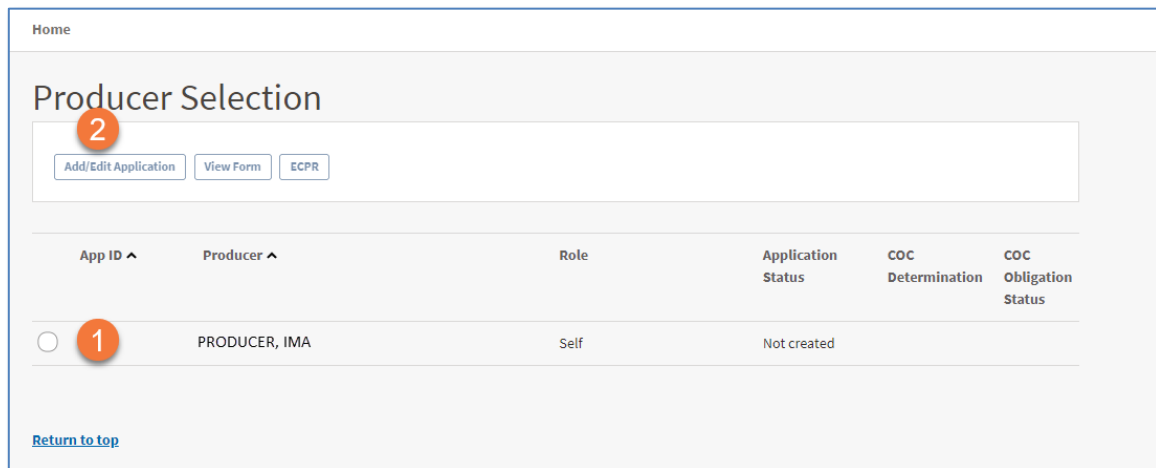 Home
Producer Selection
2
Add/Edit Application View Form ECPR
App ID Producer Role Application Status COC Determination COC Obligation Status
1 PRODUCER, IMA Self Not created
Return to top